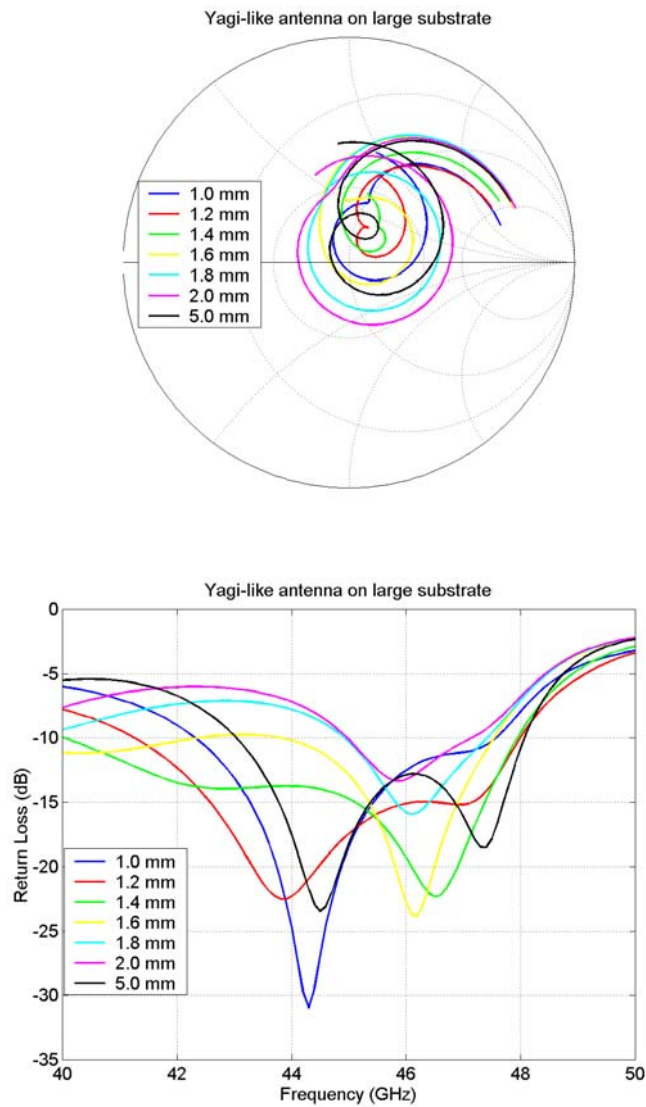 Yagi-like antenna on large substrate
1.0 mm
1.2 mm
1.4 mm
1.6 mm
1.8 mm
2.0 mm
5.0 mm
Yagi-like antenna on large substrate
0
-5
-10
-15
-20
-25
-30
-35
Return Loss (dB)
1.0 mm
1.2 mm
1.4 mm
1.6 mm
1.8 mm
2.0 mm
5.0 mm
40
42
44
46
48
50
Frequency (GHz)